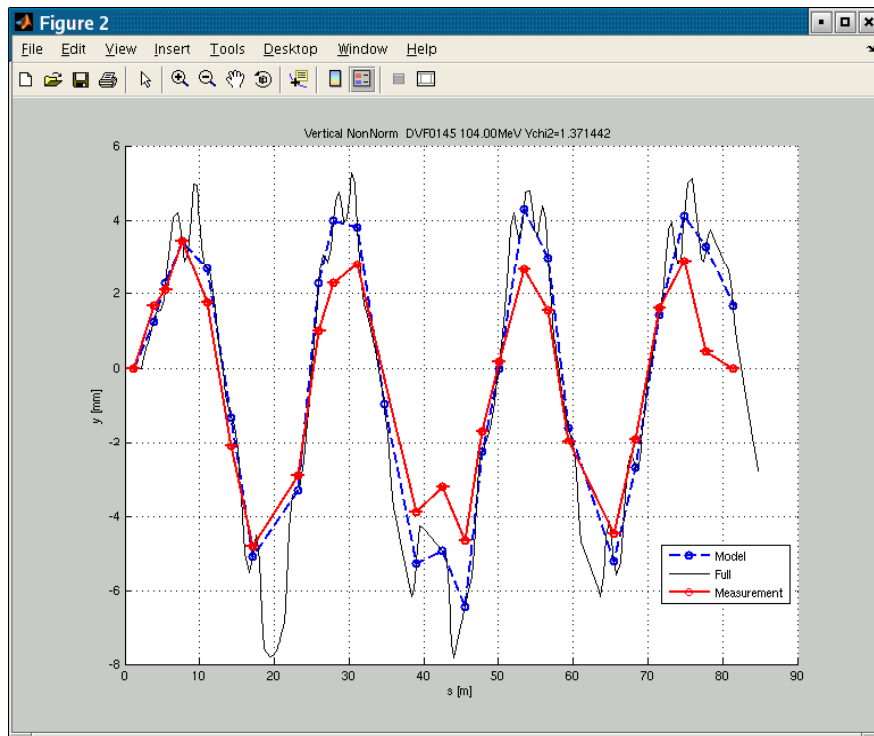 Figure 2
File Edit View Insert Tools Desktop Window Help
Vertical NonNorm DVF0145 104.00MeV Ychi2=1.371442
6
4
2
0
-2
-4
-6
-8
y [mm]
0 10 20 30 40 50 60 70 80 90
s [m]
Model
Full
Measurement